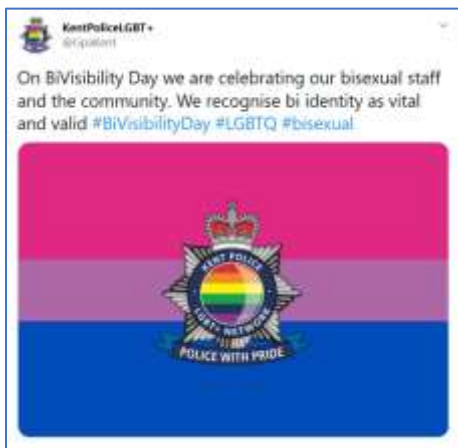 KentPoliceLGBT+
On BiVisibility Day we are celebrating our bisexual staff
and the community. We recognise bi identity as vital
and valid #BiVisibilityDay #LGBTQ #bisexual
KENT POLICE
LGBT+ NETWORK
POLICE WITH PRIDE